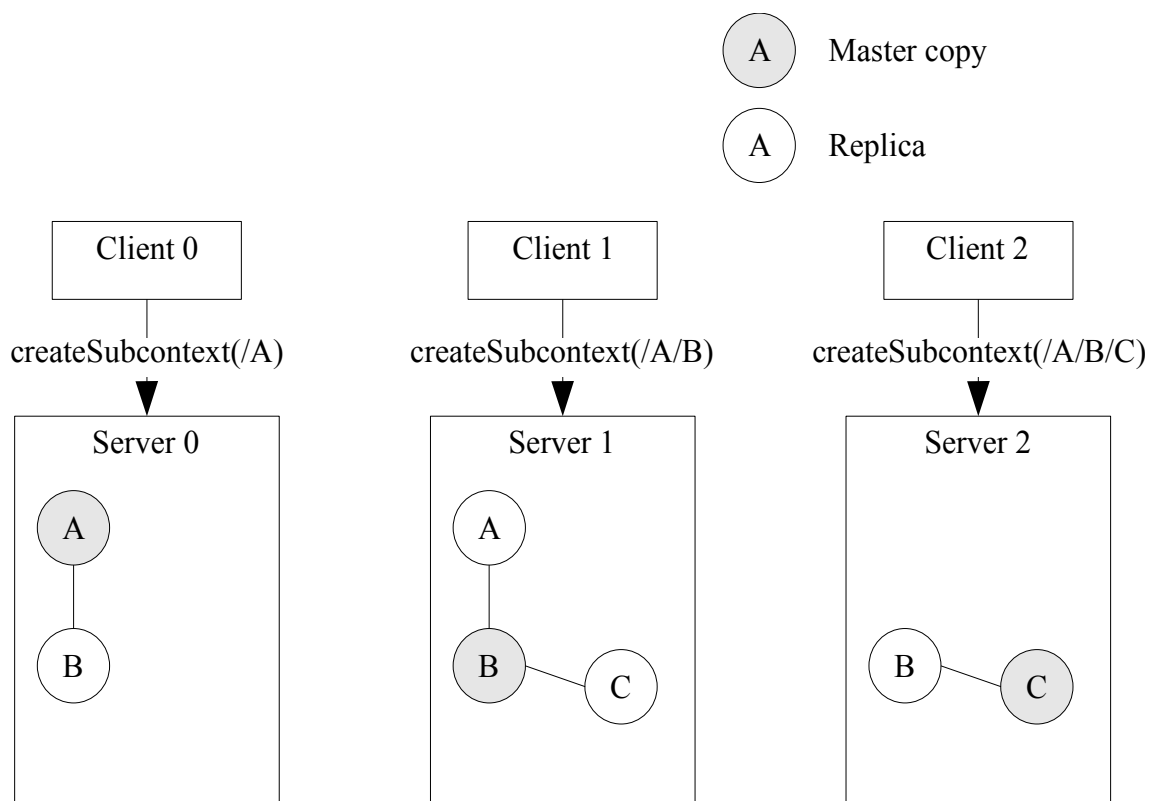 A Master copy
A Replica
Client 0 Client 1 Client 2
createSubcontext(/A) createSubcontext(/A/B) createSubcontext(/A/B/C)
Server 0 Server 1 Server 2
A A
B B C B C